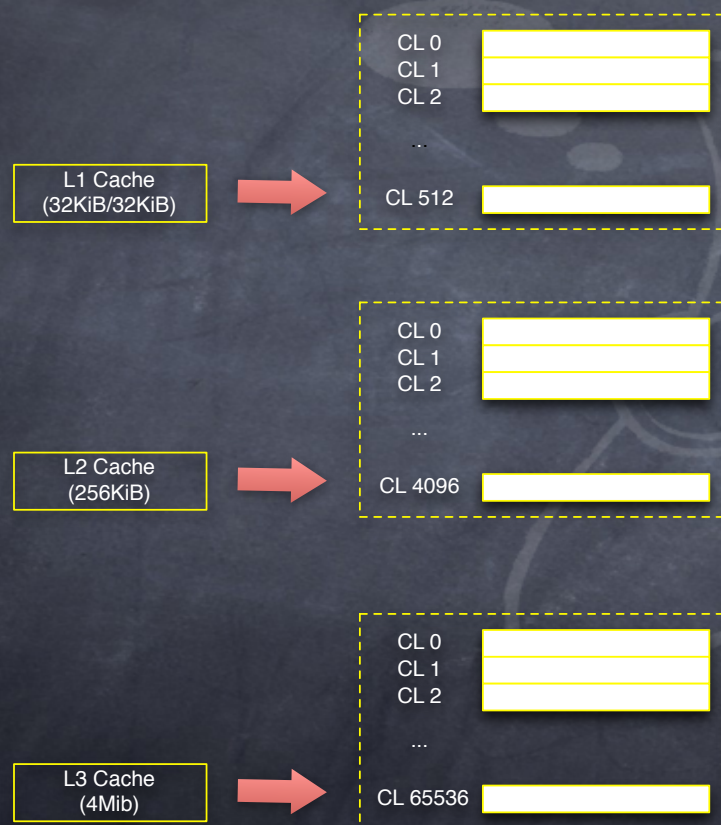 CL 0
CL 1
CL 2
...
L1 Cache
(32KiB/32KiB)
CL 512
CL 0
CL 1
CL 2
...
L2 Cache
(256KiB)
CL 4096
CL 0
CL 1
CL 2
...
L3 Cache
(4Mib)
CL 65536